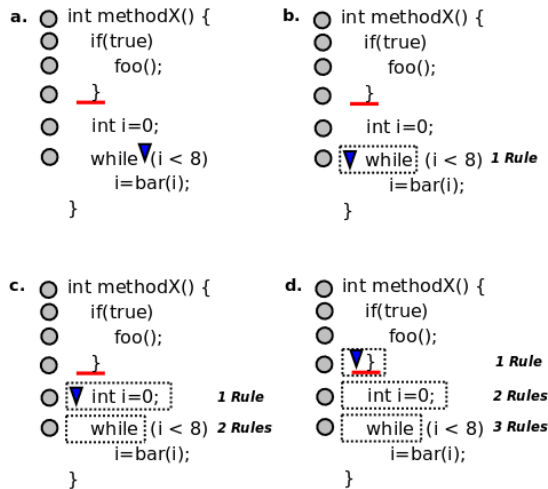 a.
int methodX() {
if(true)
foo();
}
int i=0;
while (i < 8)
i=bar(i);
}
b.
int methodX() {
if(true)
foo();
}
int i=0;
while (i < 8) 1 Rule
i=bar(i);
}
c.
int methodX() {
if(true)
foo();
}
int i=0; 1 Rule
while (i < 8) 2 Rules
i=bar(i);
}
d.
int methodX() {
if(true)
foo();
} 1 Rule
int i=0; 2 Rules
while (i < 8) 3 Rules
i=bar(i);
}